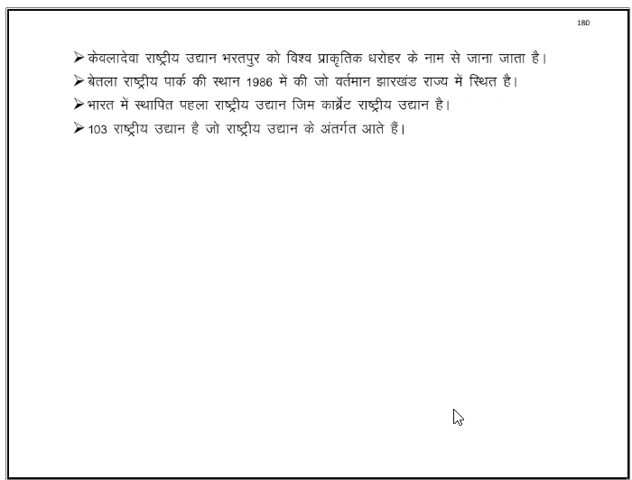 180
➢ केवलादेवा राष्ट्रीय उद्यान भरतपुर को विश्व प्राकृतिक धरोहर के नाम से जाना जाता है।
➢ बेतला राष्ट्रीय पार्क की स्थान 1986 में की जो वर्तमान झारखंड राज्य में स्थित है।
➢ भारत में स्थापित पहला राष्ट्रीय उद्यान जिम कार्ब्रेट राष्ट्रीय उद्यान है।
➢ 103 राष्ट्रीय उद्यान है जो राष्ट्रीय उद्यान के अंतर्गत आते हैं।